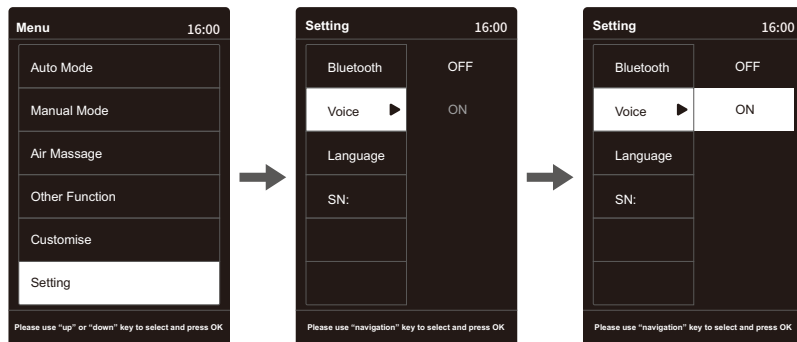 Menu 16:00
Auto Mode
Manual Mode
Air Massage
Other Function
Customise
Setting
Please use “up” or “down” key to select and press OK
Setting 16:00
Bluetooth OFF
Voice ON
Language
SN:
Please use “navigation” key to select and press OK
Setting 16:00
Bluetooth OFF
Voice ON
Language
SN:
Please use “navigation” key to select and press OK